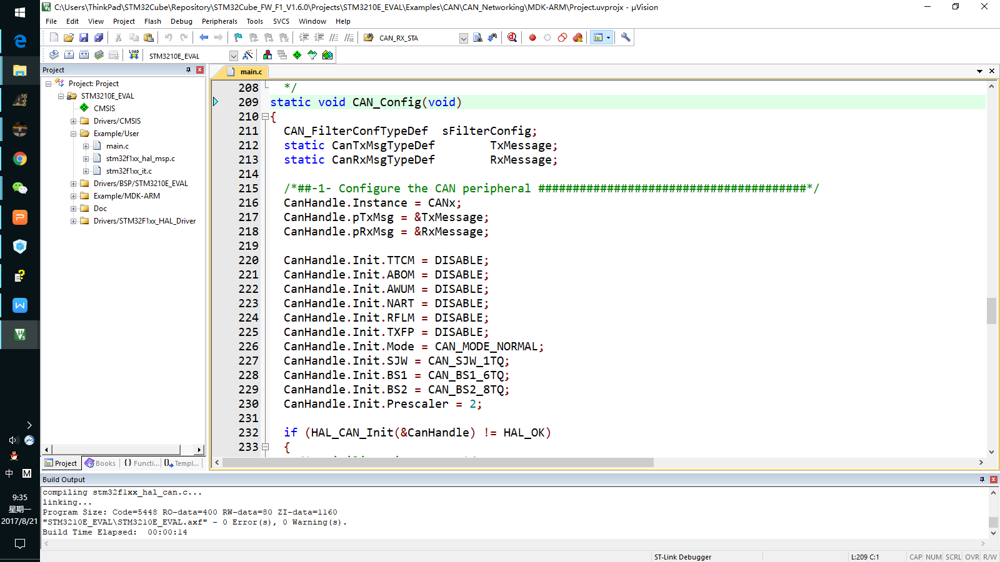 C:\Users\ThinkPad\STM32Cube\Repository\STM32Cube_FW_F1_V1.6.0\Projects\STM3210E_EVAL\Examples\CAN\CAN_Networking\MDK-ARM\Project.uvprojx - µVision
File Edit View Project Flash Debug Peripherals Tools SVCS Window Help
CAN_RX_STA
LOAD
STM3210E_EVAL
Project
main.c
Project: Project
STM3210E_EVAL
CMSIS
Drivers/CMSIS
Example/User
main.c
stm32f1xx_hal_msp.c
stm32f1xx_it.c
Drivers/BSP/STM3210E_EVAL
Example/MDK-ARM
Doc
Drivers/STM32F1xx_HAL_Driver
208 */
209 static void CAN_Config(void)
210 {
211 CAN_FilterConfTypeDef sFilterConfig;
212 static CanTxMsgTypeDef TxMessage;
213 static CanRxMsgTypeDef RxMessage;
214
215 /*##-1- Configure the CAN peripheral #######################################*/
216 CanHandle.Instance = CANx;
217 CanHandle.pTxMsg = &TxMessage;
218 CanHandle.pRxMsg = &RxMessage;
219
220 CanHandle.Init.TTCM = DISABLE;
221 CanHandle.Init.ABOM = DISABLE;
222 CanHandle.Init.AWUM = DISABLE;
223 CanHandle.Init.NART = DISABLE;
224 CanHandle.Init.RFLM = DISABLE;
225 CanHandle.Init.TXFP = DISABLE;
226 CanHandle.Init.Mode = CAN_MODE_NORMAL;
227 CanHandle.Init.SJW = CAN_SJW_1TQ;
228 CanHandle.Init.BS1 = CAN_BS1_6TQ;
229 CanHandle.Init.BS2 = CAN_BS2_8TQ;
230 CanHandle.Init.Prescaler = 2;
231
232 if (HAL_CAN_Init(&CanHandle) != HAL_OK)
233 {
Project Books {} Functi... Templ...
Build Output
compiling stm32f1xx_hal_can.c...
linking...
Program Size: Code=5448 RO-data=400 RW-data=80 ZI-data=1160
"STM3210E_EVAL\STM3210E_EVAL.axf" - 0 Error(s), 0 Warning(s).
Build Time Elapsed: 00:00:14
ST-Link Debugger L:209 C:1 CAP NUM SCRL OVR R/W
中 M
9:35
星期一
2017/8/21